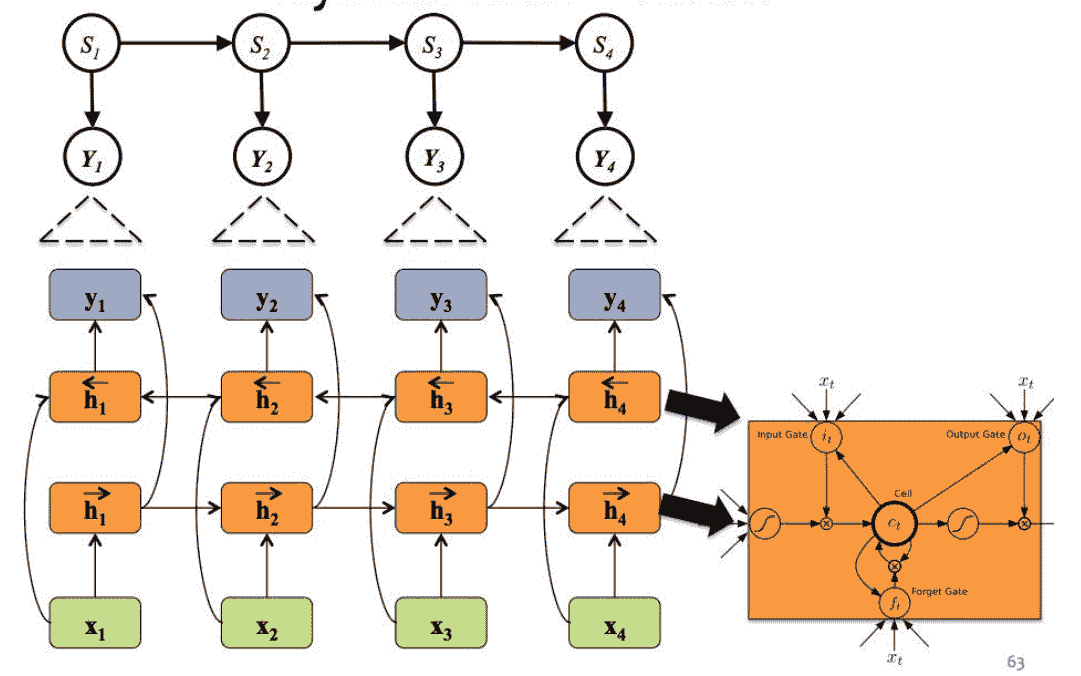 S₁ S₂ S₃ S₄
Y₁ Y₂ Y₃ Y₄
y₁ y₂ y₃ y₄
h₁ h₂ h₃ h₄
h₁ h₂ h₃ h₄
x₁ x₂ x₃ x₄
xₜ xₜ
Input Gate iₜ Output Gate oₜ
Cell
cₜ
Forget Gate
fₜ
xₜ
63